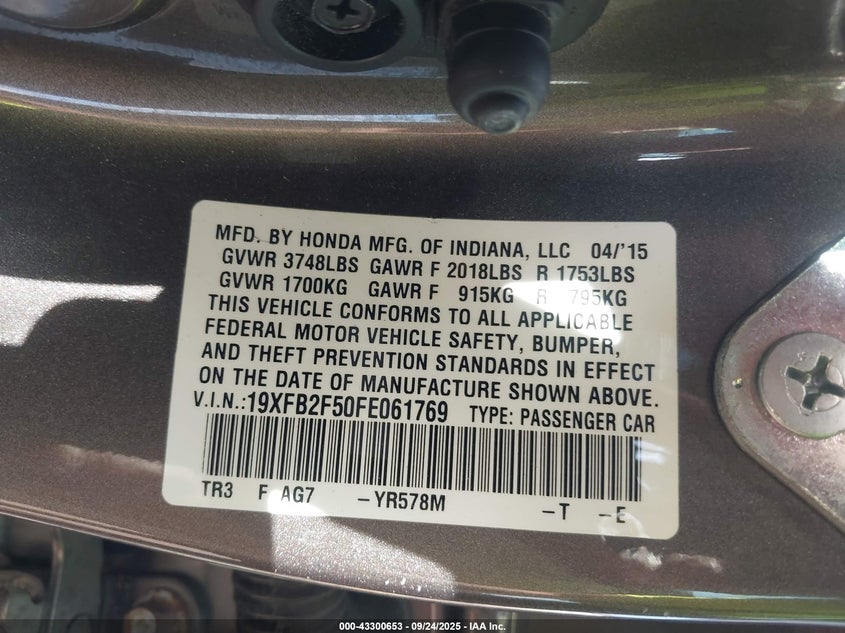 MFD. BY HONDA MFG. OF INDIANA, LLC 04/'15
GVWR 3748LBS GAWR F 2018LBS R 1753LBS
GVWR 1700KG GAWR F 915KG R 795KG
THIS VEHICLE CONFORMS TO ALL APPLICABLE
FEDERAL MOTOR VEHICLE SAFETY, BUMPER,
AND THEFT PREVENTION STANDARDS IN EFFECT
ON THE DATE OF MANUFACTURE SHOWN ABOVE.
V.I.N.:19XFB2F50FE061769 TYPE: PASSENGER CAR
TR3 F AG7 -YR578M -T -E
000-43300653 - 09/24/2025 - IAA Inc.